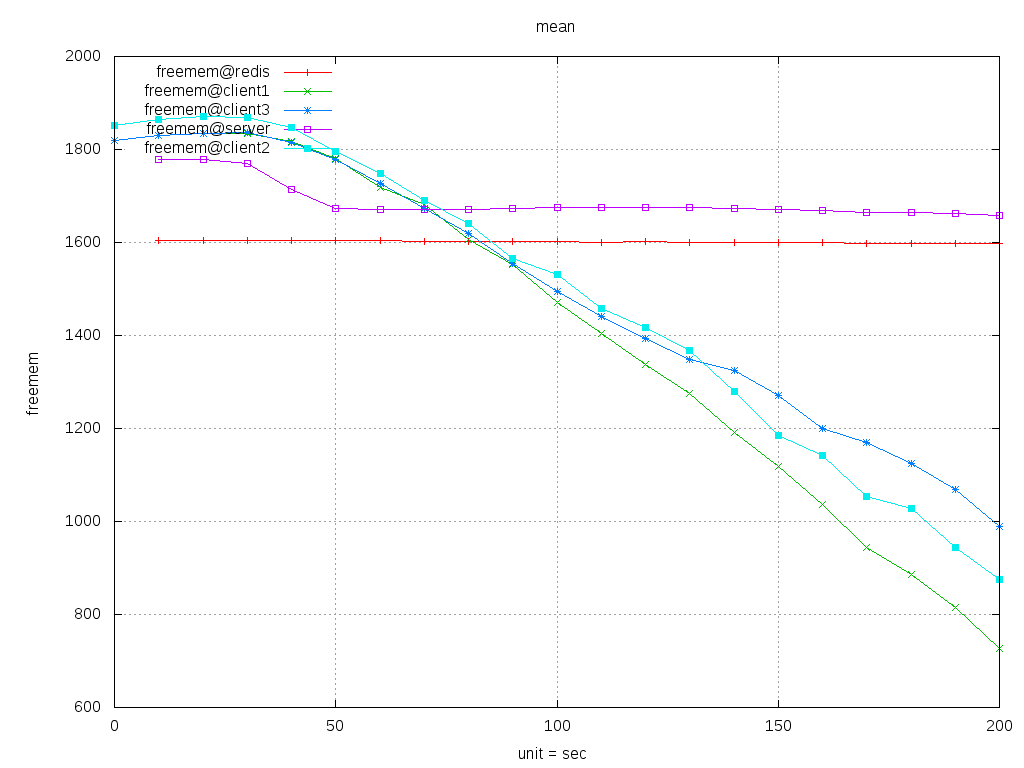 mean
2000
1800
1600
1400
1200
1000
800
600
freemem
freemem@redis
freemem@client1
freemem@client3
freemem@server
freemem@client2
0
50
100
150
200
unit = sec